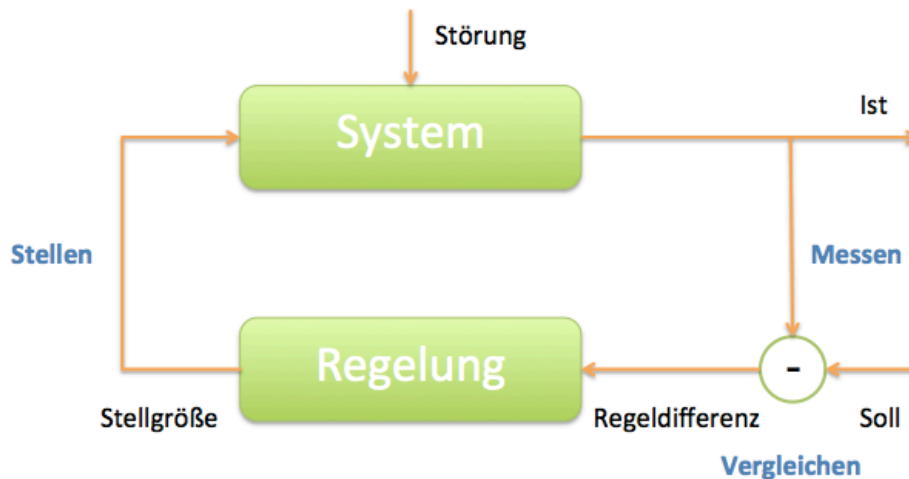 Störung
System
Ist
Stellen
Messen
Regelung
-
Stellgröße
Regeldifferenz
Soll
Vergleichen